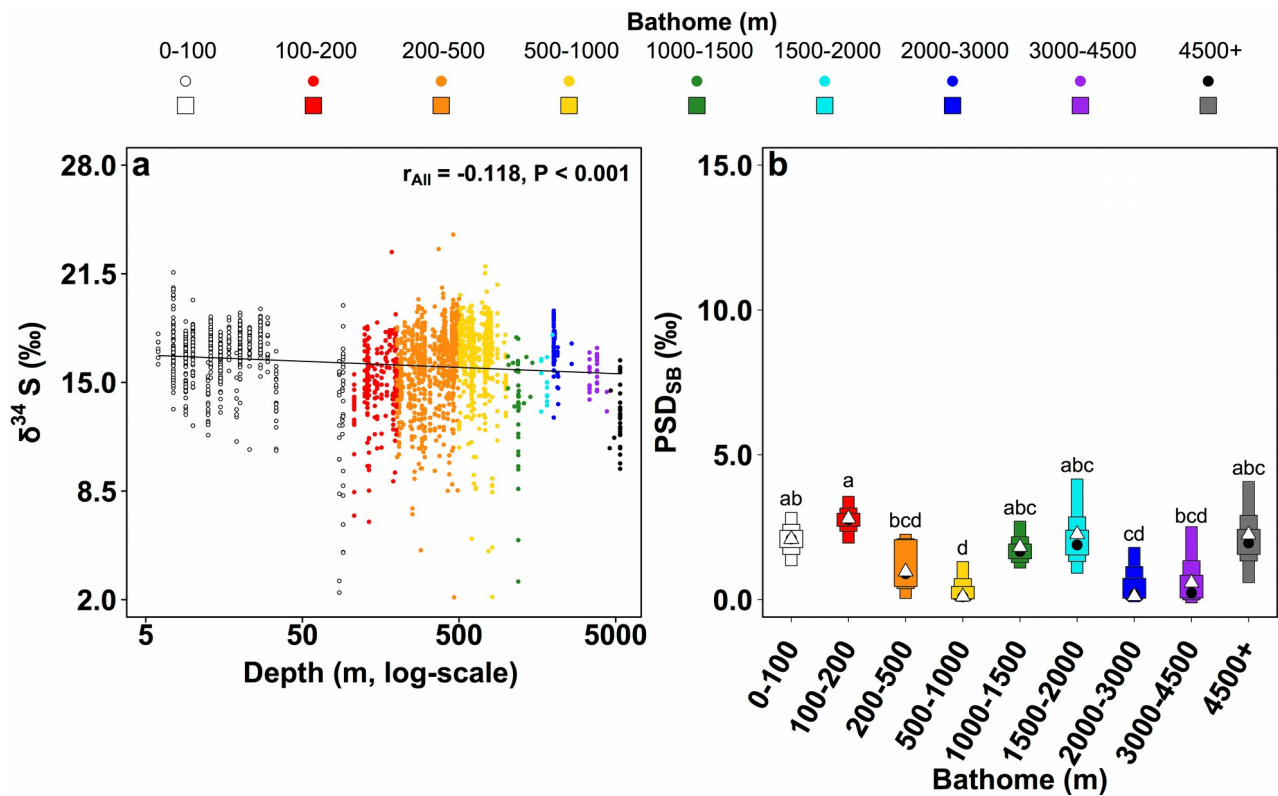 Bathome (m)
0-100 100-200 200-500 500-1000 1000-1500 1500-2000 2000-3000 3000-4500 4500+
a
r_All = -0.118, P < 0.001
28.0
21.5
15.0
8.5
2.0
δ³⁴ S (‰)
5 50 500 5000
Depth (m, log-scale)
b
15.0
10.0
5.0
0.0
PSD_SB (‰)
ab a bcd d abc abc cd bcd abc
0-100 100-200 200-500 500-1000 1000-1500 1500-2000 2000-3000 3000-4500 4500+
Bathome (m)